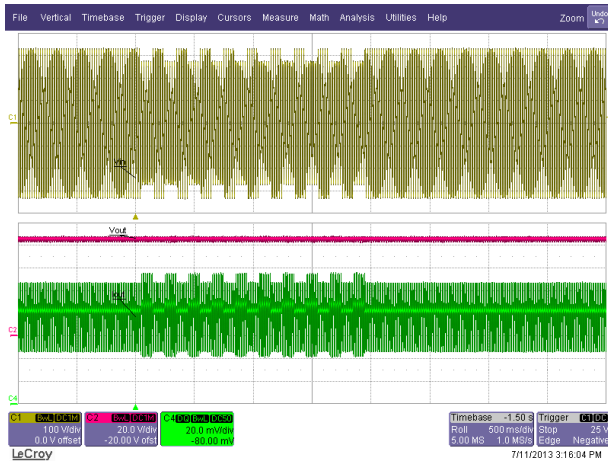 File Vertical Timebase Trigger Display Cursors Measure Math Analysis Utilities Help Zoom Undo
C1
Vin
Vout
Iout
C2
C4
C1 BwL DC1M
100 V/div
0.0 V offset
C2 BwL DC1M
20.0 V/div
-20.00 V ofst
C4 BwL DC50
20.0 mV/div
-80.00 mV
Timebase -1.50 s
Roll 500 ms/div
5.00 MS 1.0 MS/s
Trigger C1 DC
Stop 25 V
Edge Negative
LeCroy
7/11/2013 3:16:04 PM